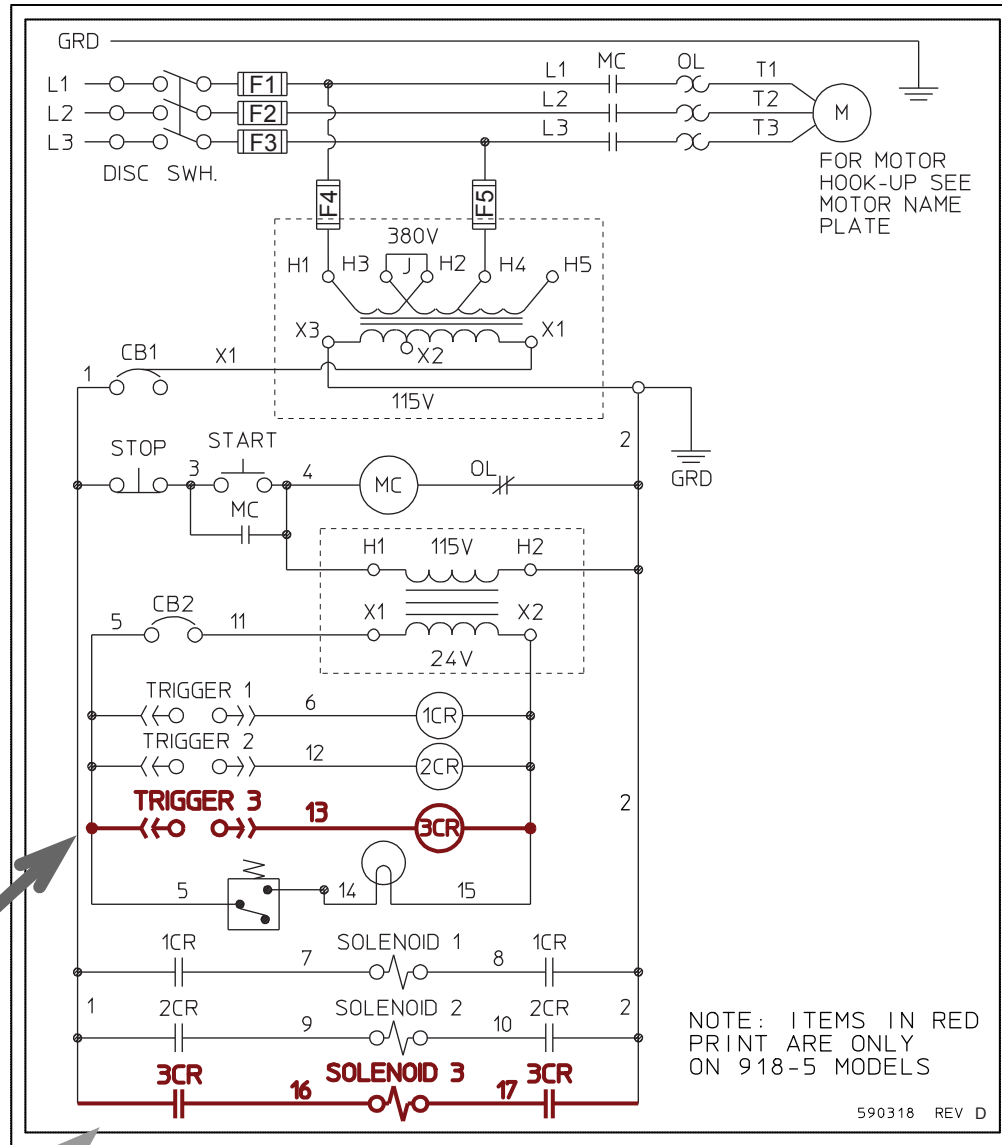 GRD
L1 F1 L1 MC OL T1
L2 F2 L2 T2 M
L3 F3 L3 T3
DISC SWH.
FOR MOTOR
HOOK-UP SEE
MOTOR NAME
PLATE
F4 F5
380V
H1 H3 J H2 H4 H5
X3 X2 X1
CB1 X1
1
115V
2
GRD
STOP 3 START 4 MC OL
MC
H1 115V H2
5 CB2 11 X1 X2
24V
TRIGGER 1 6 1CR
TRIGGER 2 12 2CR
TRIGGER 3 13 3CR
2
5 14 15
1CR 7 SOLENOID 1 8 1CR
1 2CR 9 SOLENOID 2 10 2CR 2
3CR 16 SOLENOID 3 17 3CR
NOTE: ITEMS IN RED
PRINT ARE ONLY
ON 918-5 MODELS
590318 REV D